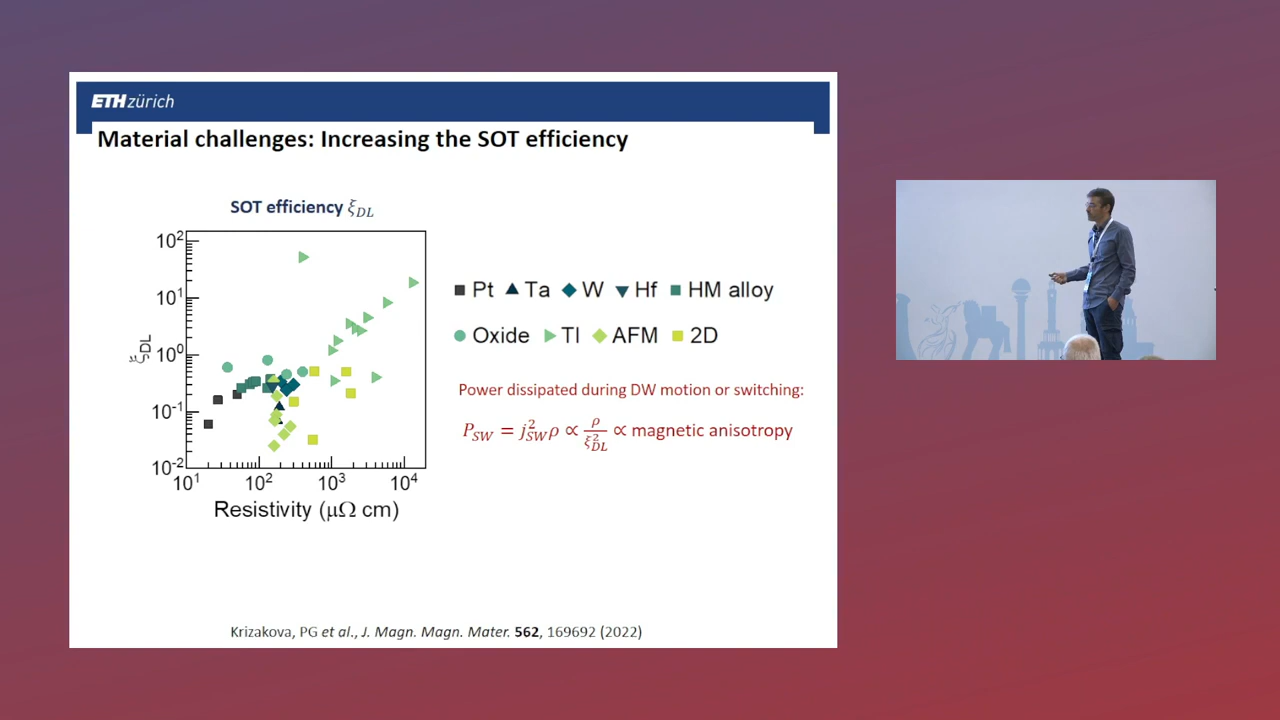 ETH zürich
Material challenges: Increasing the SOT efficiency
SOT efficiency ξ_DL
10²
10¹
10⁰
10⁻¹
10⁻²
ξ_DL
10¹ 10² 10³ 10⁴
Resistivity (μΩ cm)
Pt Ta W Hf HM alloy
Oxide TI AFM 2D
Power dissipated during DW motion or switching:
P_SW = j²_SW ρ ∝ ρ/ξ²_DL ∝ magnetic anisotropy
Krizakova, PG et al., J. Magn. Magn. Mater. 562, 169692 (2022)